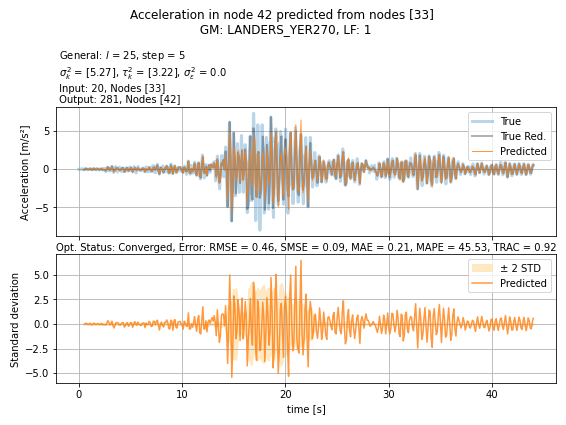 Acceleration in node 42 predicted from nodes [33]
GM: LANDERS_YER270, LF: 1
General: l = 25, step = 5
σ²ₖ = [5.27], τ²ₖ = [3.22], σ²_ε = 0.0
Input: 20, Nodes [33]
Output: 281, Nodes [42]
True
True Red.
Predicted
Acceleration [m/s²]
5
0
−5
Opt. Status: Converged, Error: RMSE = 0.46, SMSE = 0.09, MAE = 0.21, MAPE = 45.53, TRAC = 0.92
± 2 STD
Predicted
Standard deviation
5.0
2.5
0.0
−2.5
−5.0
0 10 20 30 40
time [s]